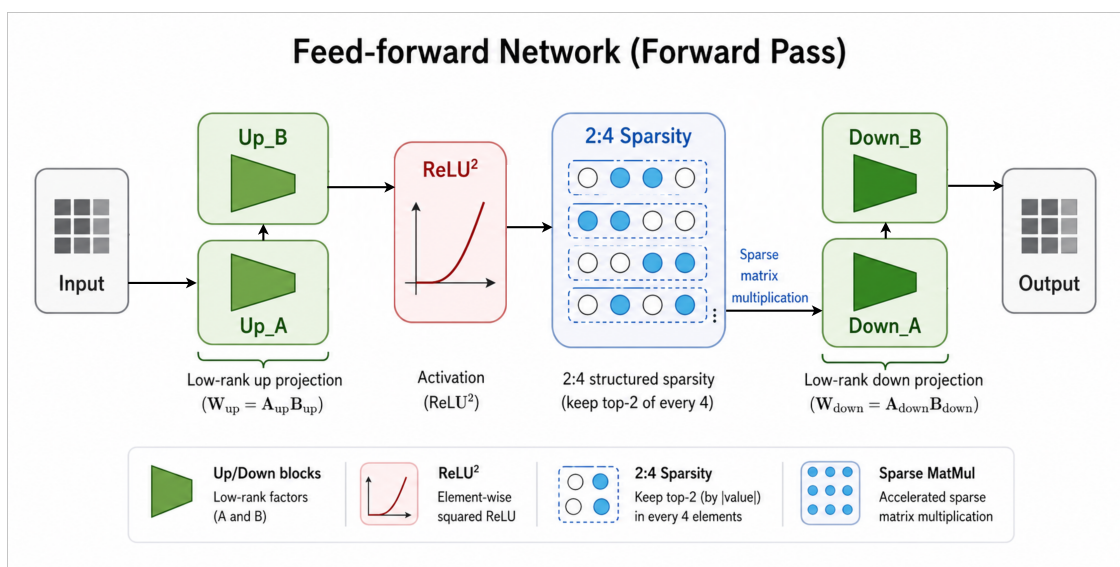 Feed-forward Network (Forward Pass)
Input
Up_B
Up_A
Low-rank up projection
(W_up = A_up B_up)
ReLU²
Activation
(ReLU²)
2:4 Sparsity
⋮
2:4 structured sparsity
(keep top-2 of every 4)
Sparse
matrix
multiplication
Down_B
Down_A
Low-rank down projection
(W_down = A_down B_down)
Output
Up/Down blocks
Low-rank factors
(A and B)
ReLU²
Element-wise
squared ReLU
2:4 Sparsity
Keep top-2 (by |value|)
in every 4 elements
Sparse MatMul
Accelerated sparse
matrix multiplication